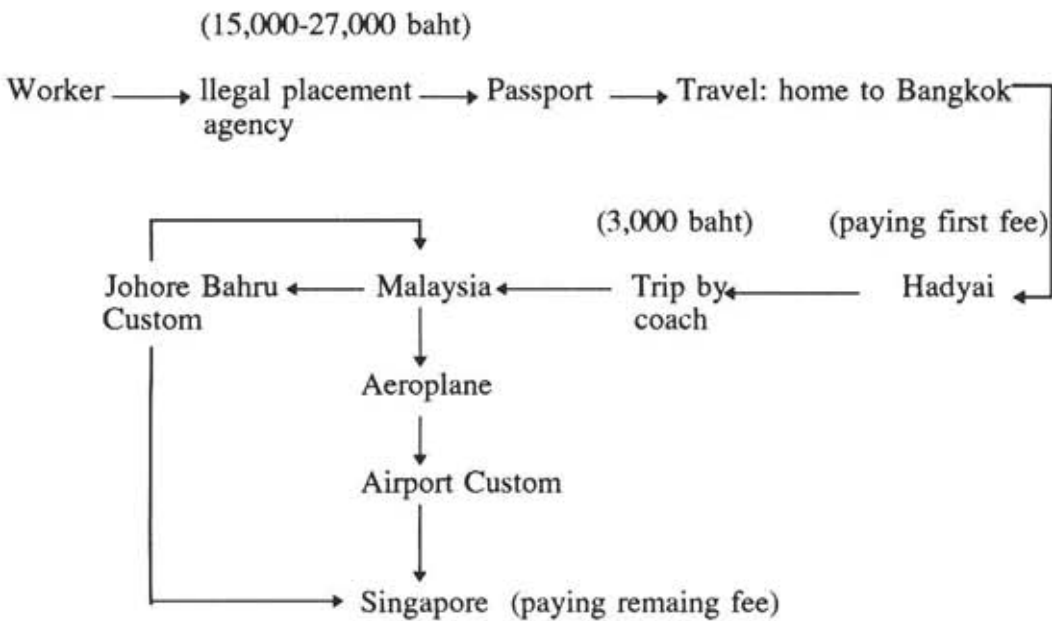 (15,000-27,000 baht)
Worker llegal placement agency Passport Travel: home to Bangkok
(3,000 baht) (paying first fee)
Johore Bahru Custom Malaysia Trip by coach Hadyai
Aeroplane
Airport Custom
Singapore (paying remaing fee)